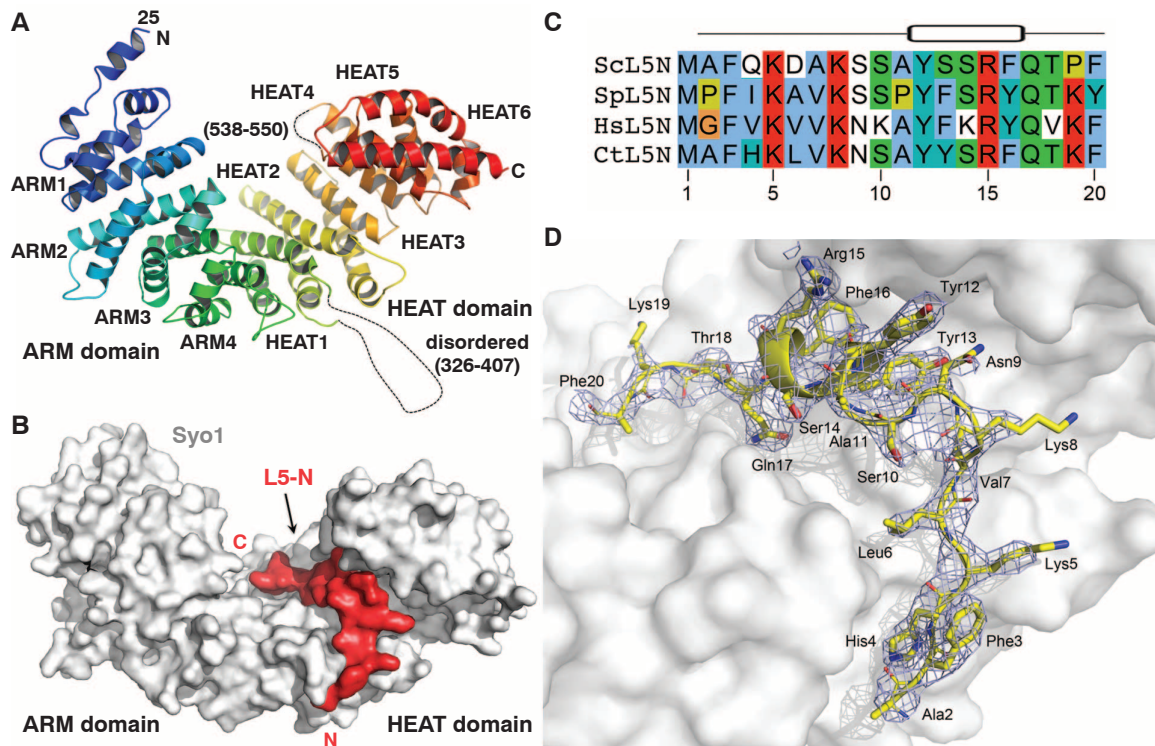 A
25
N
HEAT5
HEAT4
HEAT6
(538-550)
C
HEAT2
ARM1
ARM2
HEAT3
HEAT domain
ARM3
ARM4
HEAT1
disordered
(326-407)
ARM domain
B
Syo1
L5-N
C
ARM domain
HEAT domain
N
C
ScL5N MAFQKDAKSSAYSSRFQTPF
SpL5N MPFIKAVKSSPYFSRYQTKY
HsL5N MGFVKVVKNKAYFKRYQVKF
CtL5N MAFHKLVKNSAYYSRFQTKF
1 5 10 15 20
D
Arg15
Phe16
Tyr12
Lys19
Thr18
Tyr13
Asn9
Phe20
Ser14
Ala11
Lys8
Gln17
Ser10
Val7
Leu6
Lys5
His4
Phe3
Ala2